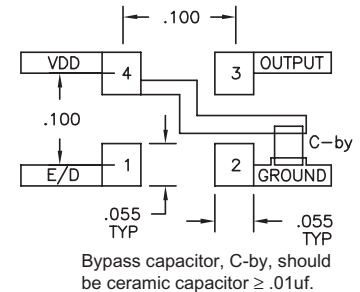 .100
VDD
4
3
OUTPUT
.100
C-by
E/D
1
2
GROUND
.055
TYP
.055
TYP
Bypass capacitor, C-by, should
be ceramic capacitor ≥ .01uf.